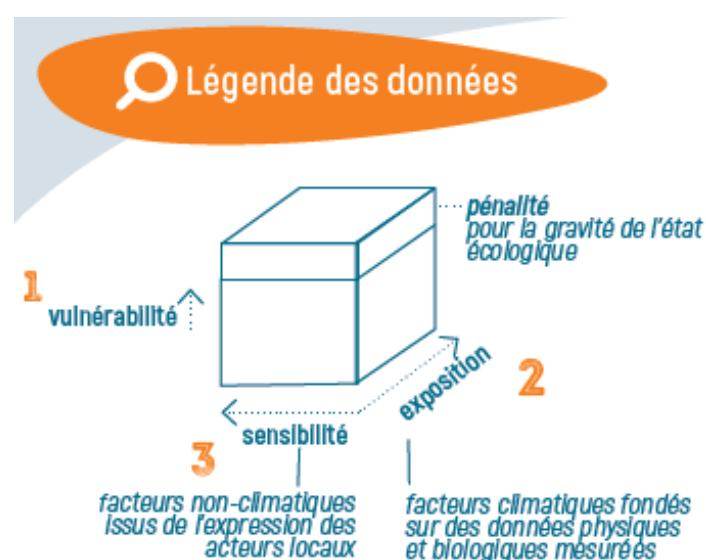 Légende des données
pénalité
pour la gravité de l'état
écologique
1
vulnérabilité
exposition
2
sensibilité
3
facteurs non-climatiques
issus de l'expression des
acteurs locaux
facteurs climatiques fondés
sur des données physiques
et biologiques mesurées